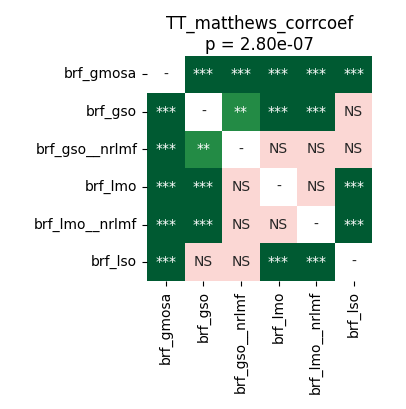 TT_matthews_corrcoef
p = 2.80e-07
brf_gmosa - *** *** *** *** ***
brf_gso *** - ** *** *** NS
brf_gso__nrlmf *** ** - NS NS NS
brf_lmo *** *** NS - NS ***
brf_lmo__nrlmf *** *** NS NS - ***
brf_lso *** NS NS *** *** -
brf_gmosa
brf_gso
brf_gso__nrlmf
brf_lmo
brf_lmo__nrlmf
brf_lso